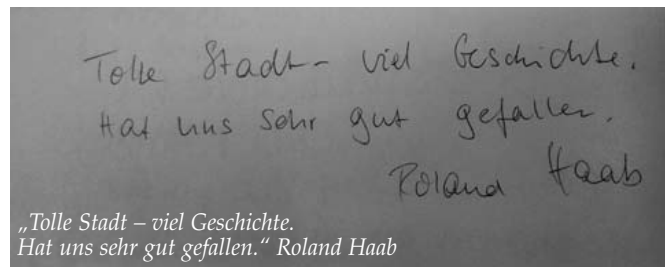 Tolle Stadt – viel Geschichte.
Hat uns sehr gut gefallen.
Roland Haab
„Tolle Stadt – viel Geschichte.
Hat uns sehr gut gefallen.“ Roland Haab